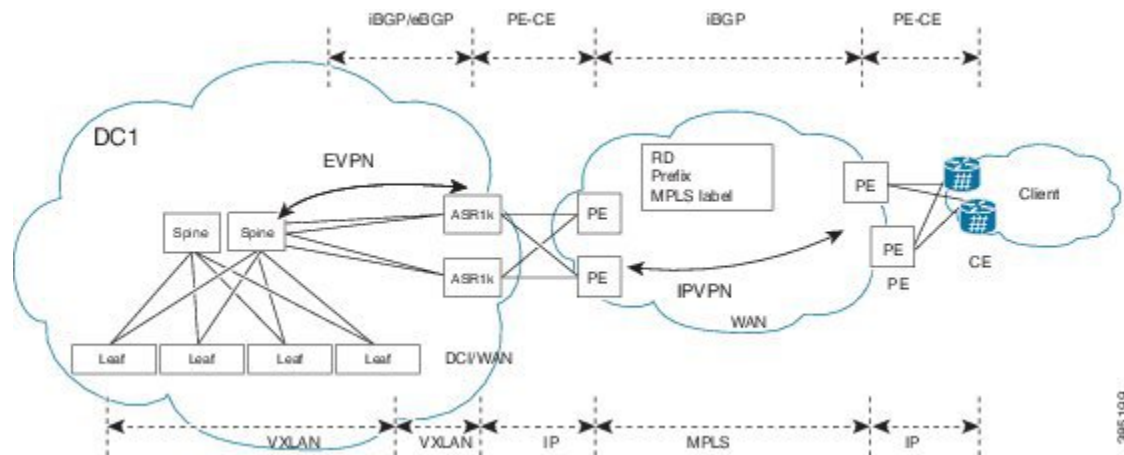 iBGP/eBGP
PE-CE
iBGP
PE-CE
DC1
EVPN
RD
Prefix
MPLS label
PE
Client
ASR1k
PE
Spine
Spine
ASR1k
PE
PE
CE
IPVPN
PE
WAN
Leaf
Leaf
Leaf
Leaf
DCI/WAN
VXLAN
VXLAN
IP
MPLS
IP
395199